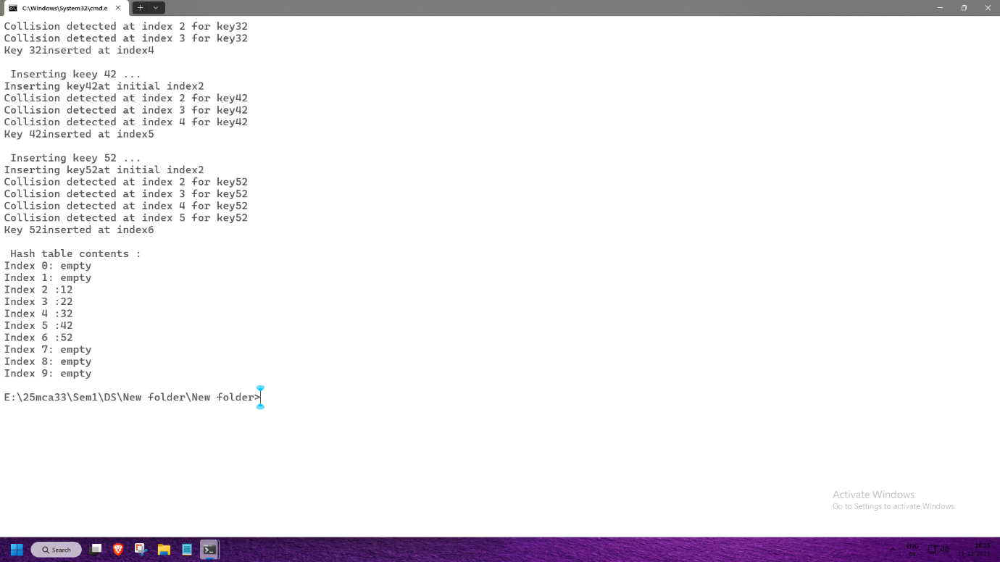 C:\Windows\System32\cmd.e
Collision detected at index 2 for key32
Collision detected at index 3 for key32
Key 32inserted at index4
Inserting keey 42 ...
Inserting key42at initial index2
Collision detected at index 2 for key42
Collision detected at index 3 for key42
Collision detected at index 4 for key42
Key 42inserted at index5
Inserting keey 52 ...
Inserting key52at initial index2
Collision detected at index 2 for key52
Collision detected at index 3 for key52
Collision detected at index 4 for key52
Collision detected at index 5 for key52
Key 52inserted at index6
Hash table contents :
Index 0: empty
Index 1: empty
Index 2 :12
Index 3 :22
Index 4 :32
Index 5 :42
Index 6 :52
Index 7: empty
Index 8: empty
Index 9: empty
E:\25mca33\Sem1\DS\New folder\New folder>
Activate Windows
Go to Settings to activate Windows.
Search
ENG
IN